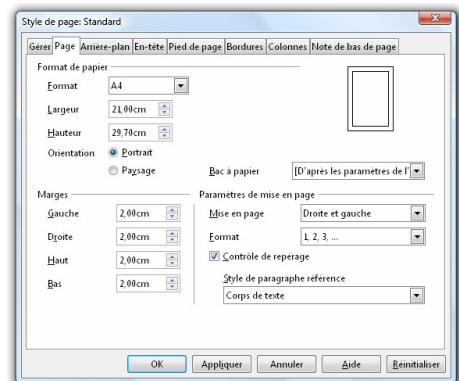 Style de page: Standard
Gérer Page Arrière-plan En-tête Pied de page Bordures Colonnes Note de bas de page
Format de papier
Format A4
Largeur 21,00cm
Hauteur 29,70cm
Orientation Portrait
Paysage Bac à papier [D'après les paramètres de l'
Marges Paramètres de mise en page
Gauche 2,00cm Mise en page Droite et gauche
Droite 2,00cm Format 1, 2, 3, ...
Haut 2,00cm Contrôle de repérage
Bas 2,00cm Style de paragraphe référence
Corps de texte
OK Appliquer Annuler Aide Réinitialiser